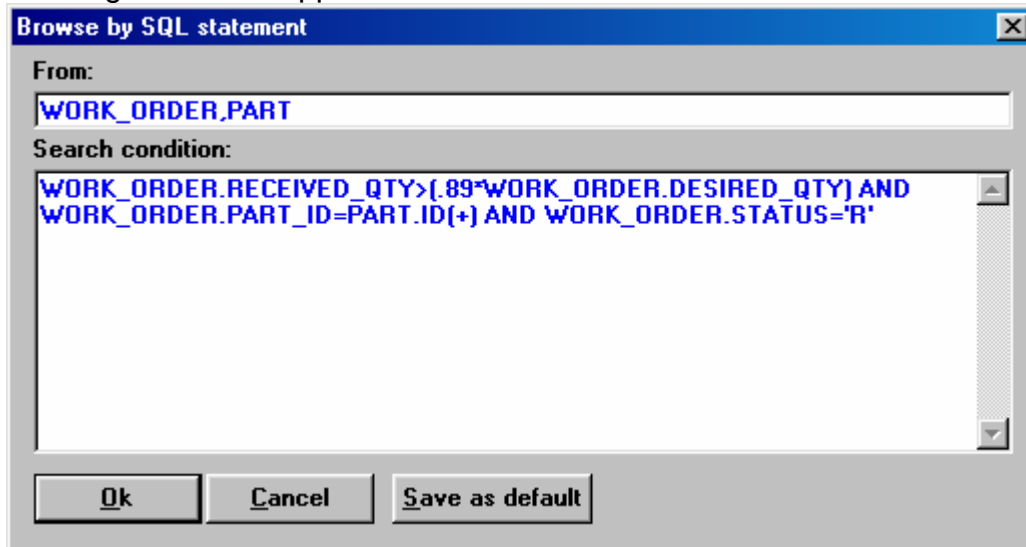 Browse by SQL statement
From:
WORK_ORDER,PART
Search condition:
WORK_ORDER.RECEIVED_QTY>(.89*WORK_ORDER.DESIRED_QTY) AND
WORK_ORDER.PART_ID=PART.ID(+) AND WORK_ORDER.STATUS='R'
Ok Cancel Save as default